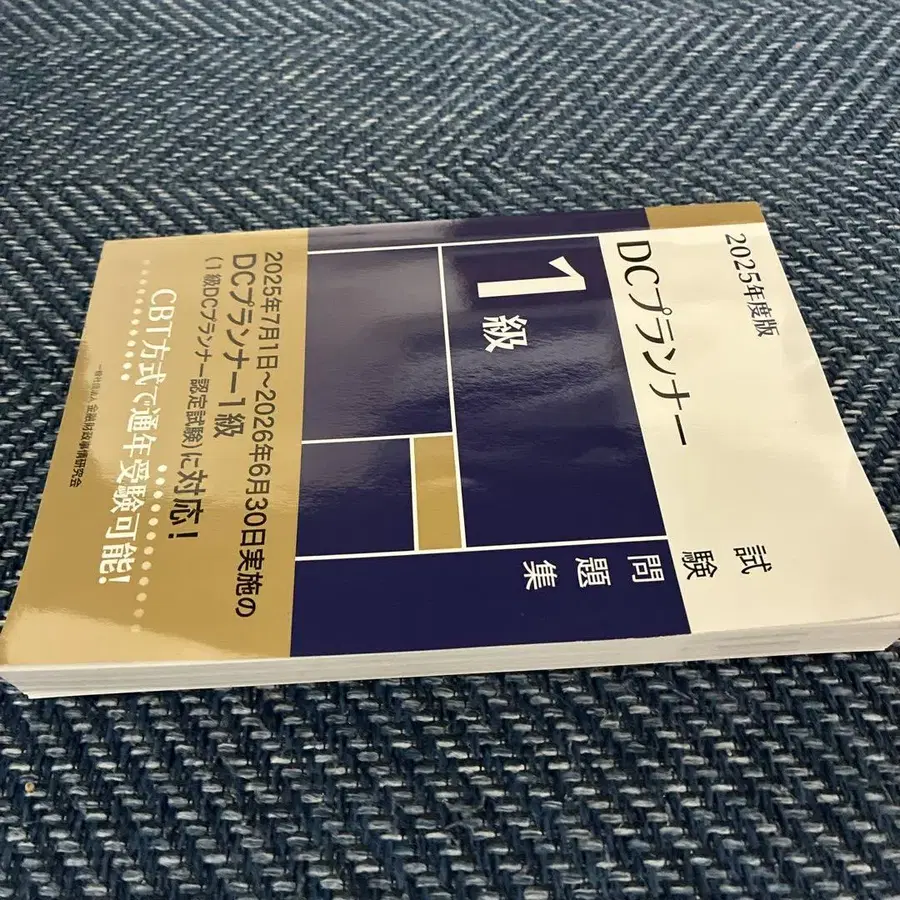 2025年度版
DCプランナー
1級
試験
問題集
2025年7月1日～2026年6月30日実施の
DCプランナー1級
(1級DCプランナー認定試験)に対応!
CBT方式で通年受験可能!
一般社団法人 金融財政事情研究会